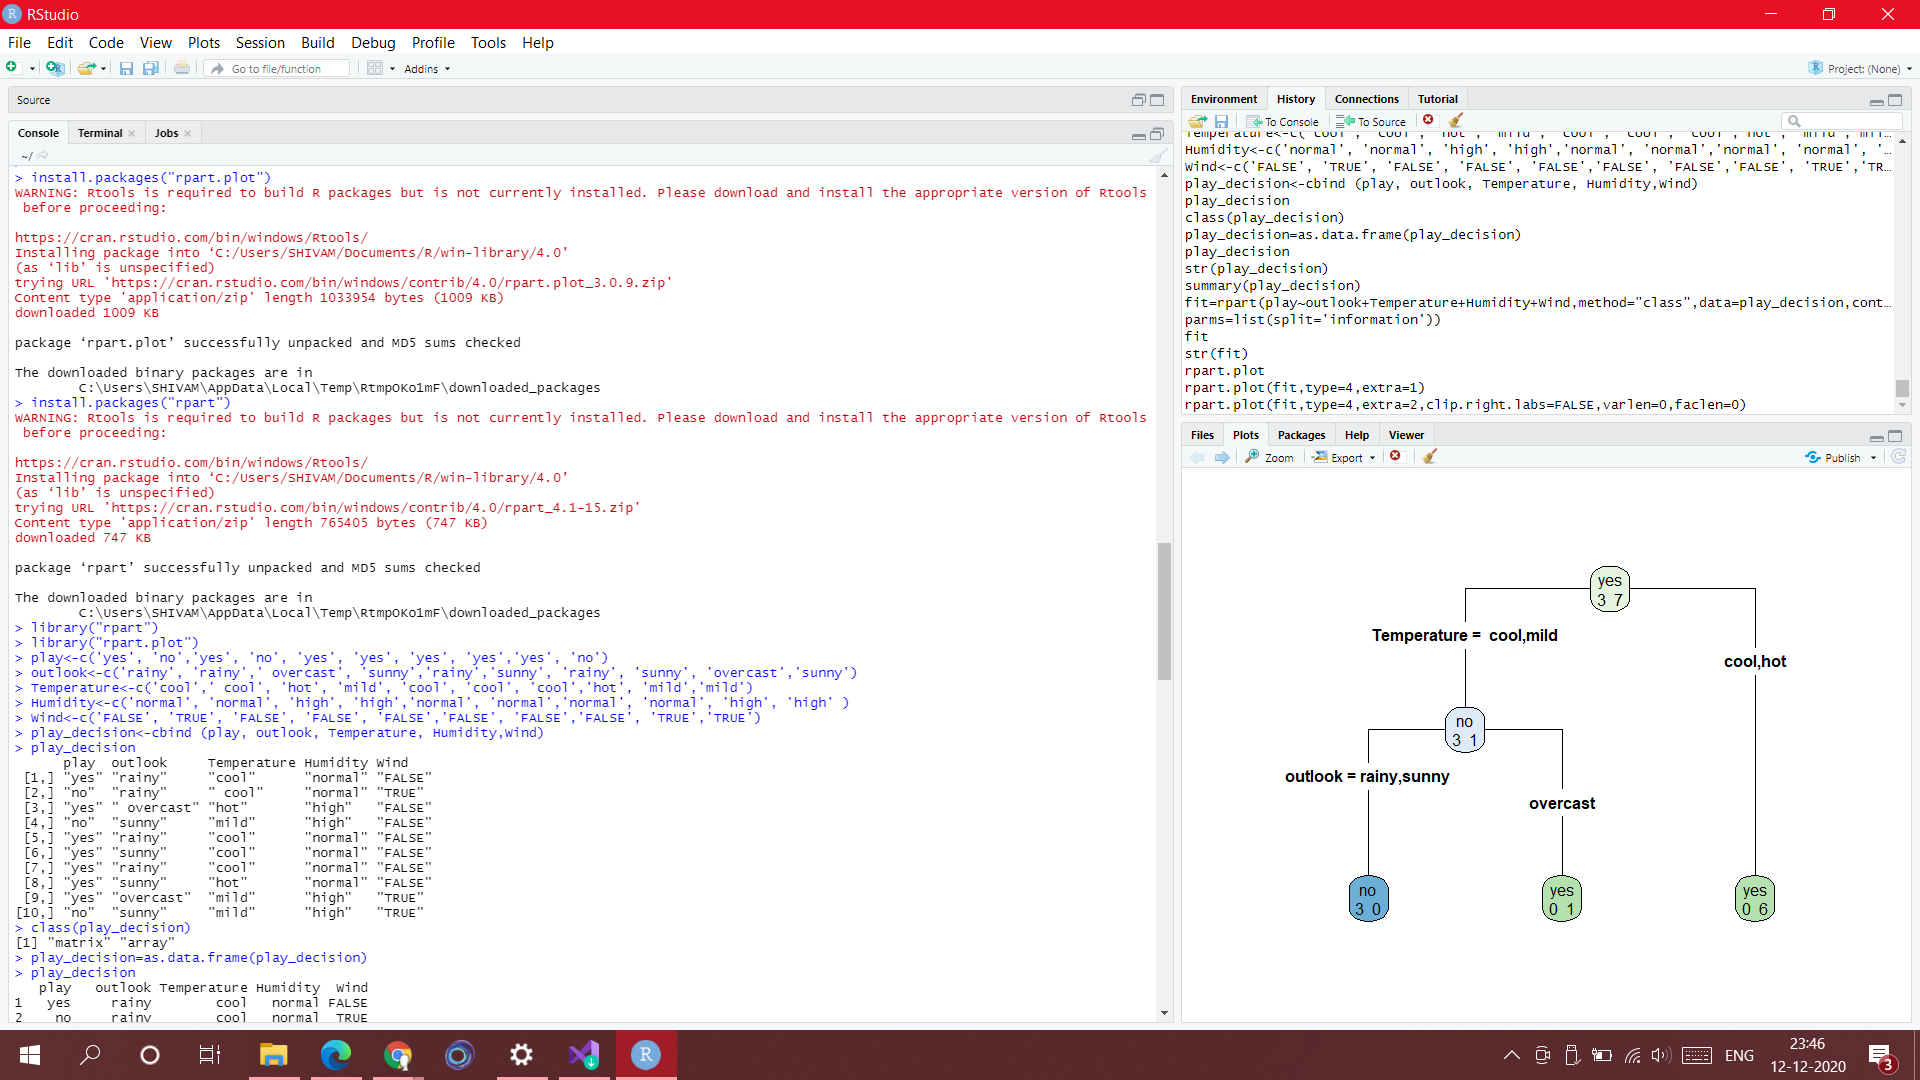 RStudio
File Edit Code View Plots Session Build Debug Profile Tools Help
Go to file/function Addins Project: (None)
Source
Console Terminal Jobs
~/
> install.packages("rpart.plot")
WARNING: Rtools is required to build R packages but is not currently installed. Please download and install the appropriate version of Rtools
before proceeding:
https://cran.rstudio.com/bin/windows/Rtools/
Installing package into ‘C:/Users/SHIVAM/Documents/R/win-library/4.0’
(as ‘lib’ is unspecified)
trying URL 'https://cran.rstudio.com/bin/windows/contrib/4.0/rpart.plot_3.0.9.zip'
Content type 'application/zip' length 1033954 bytes (1009 KB)
downloaded 1009 KB
package ‘rpart.plot’ successfully unpacked and MD5 sums checked
The downloaded binary packages are in
C:\Users\SHIVAM\AppData\Local\Temp\RtmpOKo1mF\downloaded_packages
> install.packages("rpart")
WARNING: Rtools is required to build R packages but is not currently installed. Please download and install the appropriate version of Rtools
before proceeding:
https://cran.rstudio.com/bin/windows/Rtools/
Installing package into ‘C:/Users/SHIVAM/Documents/R/win-library/4.0’
(as ‘lib’ is unspecified)
trying URL 'https://cran.rstudio.com/bin/windows/contrib/4.0/rpart_4.1-15.zip'
Content type 'application/zip' length 765405 bytes (747 KB)
downloaded 747 KB
package ‘rpart’ successfully unpacked and MD5 sums checked
The downloaded binary packages are in
C:\Users\SHIVAM\AppData\Local\Temp\RtmpOKo1mF\downloaded_packages
> library("rpart")
> library("rpart.plot")
> play<-c('yes', 'no','yes', 'no', 'yes', 'yes', 'yes', 'yes','yes', 'no')
> outlook<-c('rainy', 'rainy',' overcast', 'sunny','rainy','sunny', 'rainy', 'sunny', 'overcast','sunny')
> Temperature<-c('cool',' cool', 'hot', 'mild', 'cool', 'cool', 'cool','hot', 'mild','mild')
> Humidity<-c('normal', 'normal', 'high', 'high','normal', 'normal','normal', 'normal', 'high', 'high' )
> Wind<-c('FALSE', 'TRUE', 'FALSE', 'FALSE', 'FALSE','FALSE', 'FALSE','FALSE', 'TRUE','TRUE')
> play_decision<-cbind (play, outlook, Temperature, Humidity,Wind)
> play_decision
play outlook Temperature Humidity Wind
[1,] "yes" "rainy" "cool" "normal" "FALSE"
[2,] "no" "rainy" " cool" "normal" "TRUE"
[3,] "yes" " overcast" "hot" "high" "FALSE"
[4,] "no" "sunny" "mild" "high" "FALSE"
[5,] "yes" "rainy" "cool" "normal" "FALSE"
[6,] "yes" "sunny" "cool" "normal" "FALSE"
[7,] "yes" "rainy" "cool" "normal" "FALSE"
[8,] "yes" "sunny" "hot" "normal" "FALSE"
[9,] "yes" "overcast" "mild" "high" "TRUE"
[10,] "no" "sunny" "mild" "high" "TRUE"
> class(play_decision)
[1] "matrix" "array"
> play_decision=as.data.frame(play_decision)
> play_decision
play outlook Temperature Humidity Wind
1 yes rainy cool normal FALSE
2 no rainy cool normal TRUE
Environment History Connections Tutorial
To Console To Source
Temperature<-c('cool',' cool', 'hot', 'mild', 'cool', 'cool', 'cool','hot', 'mild','mil...
Humidity<-c('normal', 'normal', 'high', 'high','normal', 'normal','normal', 'normal', '...
Wind<-c('FALSE', 'TRUE', 'FALSE', 'FALSE', 'FALSE','FALSE', 'FALSE','FALSE', 'TRUE','TR...
play_decision<-cbind (play, outlook, Temperature, Humidity,Wind)
play_decision
class(play_decision)
play_decision=as.data.frame(play_decision)
play_decision
str(play_decision)
summary(play_decision)
fit=rpart(play~outlook+Temperature+Humidity+Wind,method="class",data=play_decision,cont...
parms=list(split='information'))
fit
str(fit)
rpart.plot
rpart.plot(fit,type=4,extra=1)
rpart.plot(fit,type=4,extra=2,clip.right.labs=FALSE,varlen=0,faclen=0)
Files Plots Packages Help Viewer
Zoom Export Publish
yes
3 7
Temperature = cool,mild
cool,hot
no
3 1
outlook = rainy,sunny
overcast
no
3 0
yes
0 1
yes
0 6
ENG
23:46
12-12-2020
3